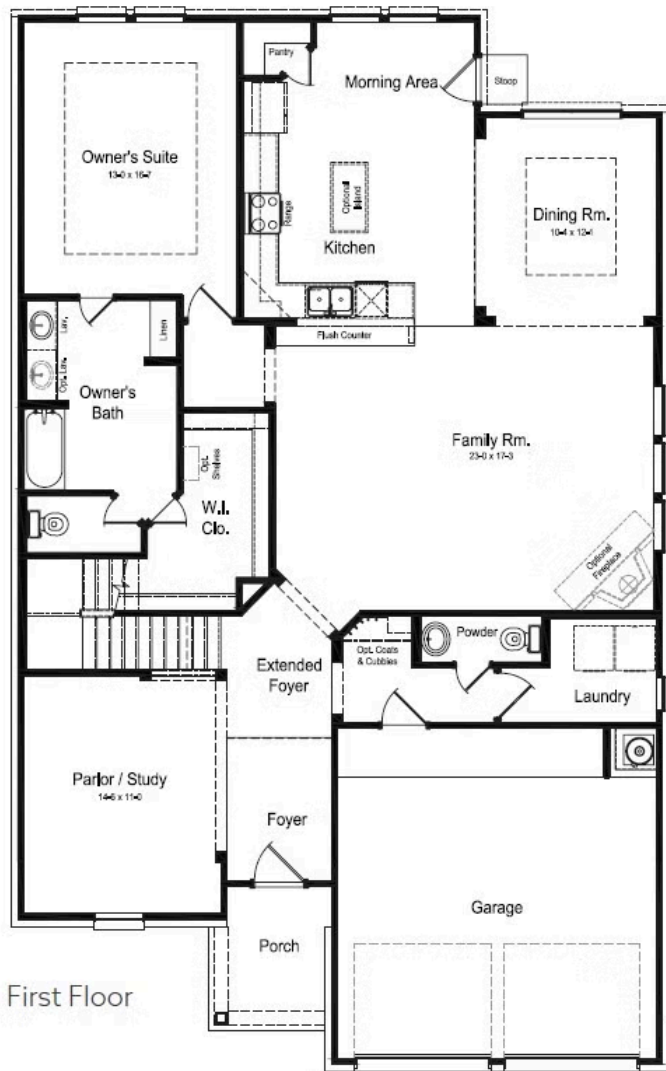 Pantry
Morning Area
Stoop
Owner's Suite
13-0 x 16-7
Optional
Island
Range
Dining Rm.
10-4 x 12-1
Kitchen
Flush Counter
Lav.
Linen
Opt. Lav.
Owner's
Bath
Family Rm.
23-0 x 17-3
Opt.
Shelves
W.I.
Clo.
Optional
Fireplace
Powder
Opt. Coats
& Cubbies
Extended
Foyer
Laundry
Parlor / Study
14-6 x 11-0
Foyer
Garage
Porch
First Floor